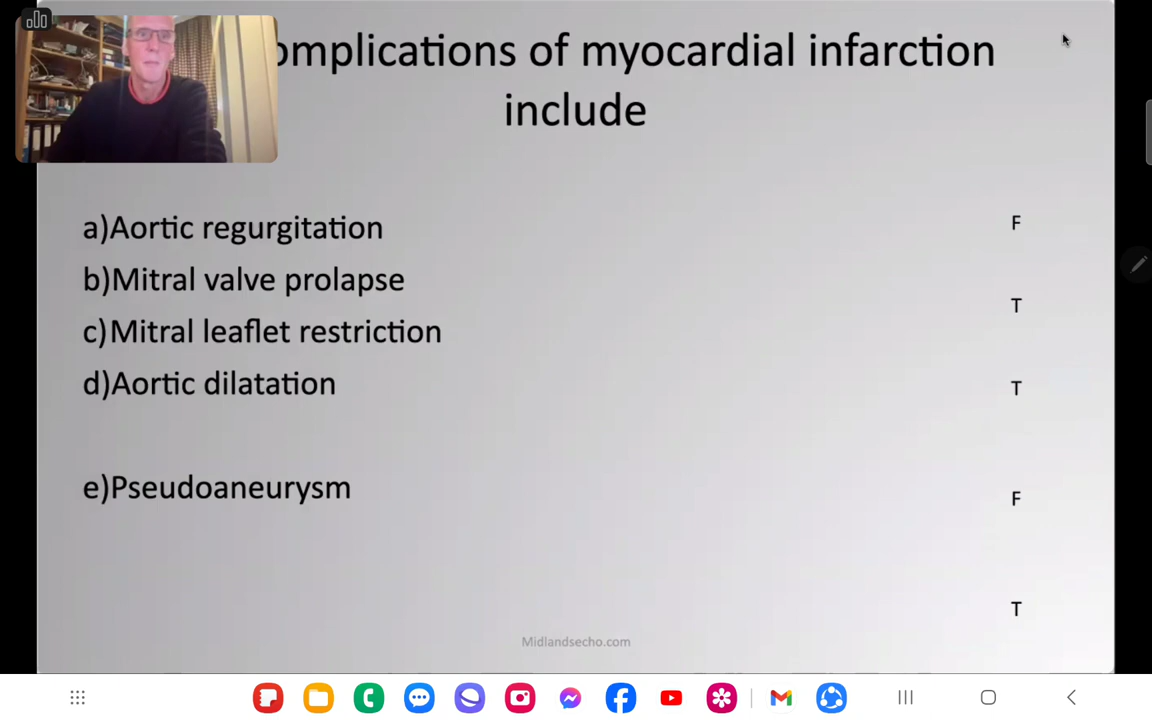 omplications of myocardial infarction
include
a)Aortic regurgitation
F
b)Mitral valve prolapse
T
c)Mitral leaflet restriction
T
d)Aortic dilatation
F
e)Pseudoaneurysm
T
Midlandsecho.com